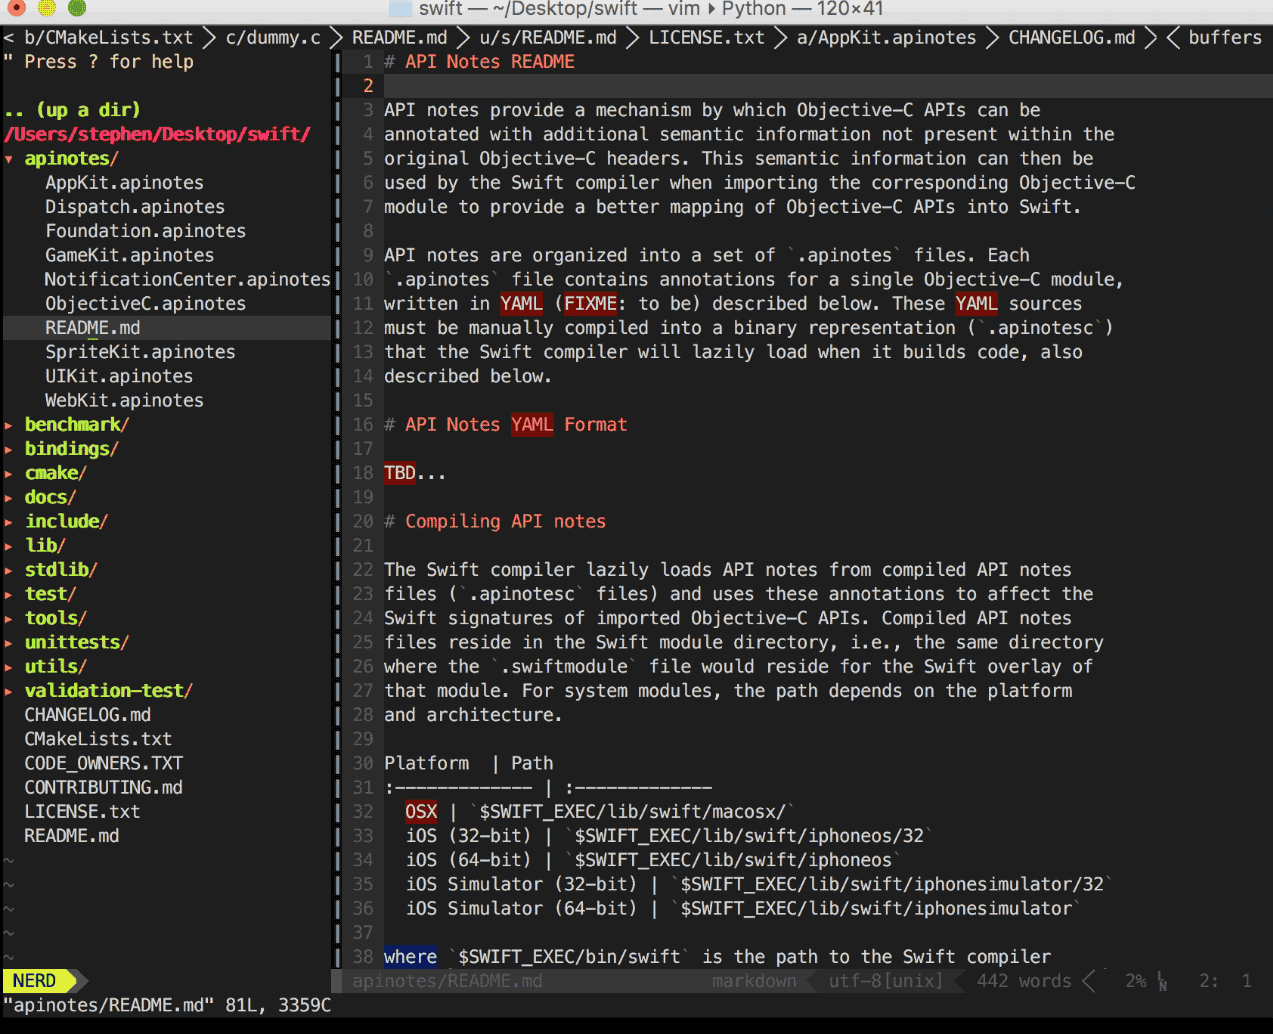 swift — ~/Desktop/swift — vim ▸ Python — 120×41
< b/CMakeLists.txt > c/dummy.c > README.md > u/s/README.md > LICENSE.txt > a/AppKit.apinotes > CHANGELOG.md > < buffers
" Press ? for help
.. (up a dir)
/Users/stephen/Desktop/swift/
▾ apinotes/
AppKit.apinotes
Dispatch.apinotes
Foundation.apinotes
GameKit.apinotes
NotificationCenter.apinotes
ObjectiveC.apinotes
README.md
SpriteKit.apinotes
UIKit.apinotes
WebKit.apinotes
▸ benchmark/
▸ bindings/
▸ cmake/
▸ docs/
▸ include/
▸ lib/
▸ stdlib/
▸ test/
▸ tools/
▸ unittests/
▸ utils/
▸ validation-test/
CHANGELOG.md
CMakeLists.txt
CODE_OWNERS.TXT
CONTRIBUTING.md
LICENSE.txt
README.md
~
~
~
~
~
1 # API Notes README
2
3 API notes provide a mechanism by which Objective-C APIs can be
4 annotated with additional semantic information not present within the
5 original Objective-C headers. This semantic information can then be
6 used by the Swift compiler when importing the corresponding Objective-C
7 module to provide a better mapping of Objective-C APIs into Swift.
8
9 API notes are organized into a set of `.apinotes` files. Each
10 `.apinotes` file contains annotations for a single Objective-C module,
11 written in YAML (FIXME: to be) described below. These YAML sources
12 must be manually compiled into a binary representation (`.apinotesc`)
13 that the Swift compiler will lazily load when it builds code, also
14 described below.
15
16 # API Notes YAML Format
17
18 TBD...
19
20 # Compiling API notes
21
22 The Swift compiler lazily loads API notes from compiled API notes
23 files (`.apinotesc` files) and uses these annotations to affect the
24 Swift signatures of imported Objective-C APIs. Compiled API notes
25 files reside in the Swift module directory, i.e., the same directory
26 where the `.swiftmodule` file would reside for the Swift overlay of
27 that module. For system modules, the path depends on the platform
28 and architecture.
29
30 Platform | Path
31 :------------- | :-------------
32 OSX | `$SWIFT_EXEC/lib/swift/macosx/`
33 iOS (32-bit) | `$SWIFT_EXEC/lib/swift/iphoneos/32`
34 iOS (64-bit) | `$SWIFT_EXEC/lib/swift/iphoneos`
35 iOS Simulator (32-bit) | `$SWIFT_EXEC/lib/swift/iphonesimulator/32`
36 iOS Simulator (64-bit) | `$SWIFT_EXEC/lib/swift/iphonesimulator`
37
38 where `$SWIFT_EXEC/bin/swift` is the path to the Swift compiler
NERD
apinotes/README.md markdown < utf-8[unix] < 442 words < 2% LN 2: 1
"apinotes/README.md" 81L, 3359C